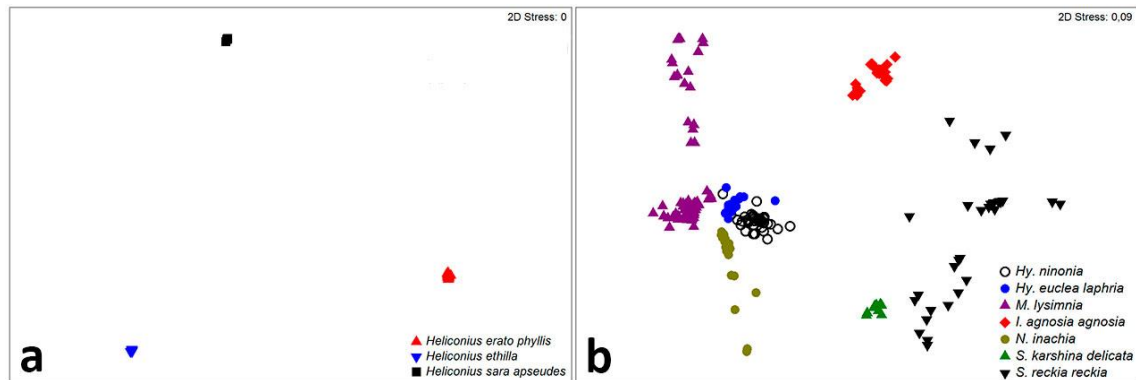 2D Stress: 0
Heliconius erato phyllis
Heliconius ethilla
Heliconius sara apseudes
a
2D Stress: 0,09
Hy. ninonia
Hy. euclea laphria
M. lysimnia
I. agnosia agnosia
N. inachia
S. karshina delicata
S. reckia reckia
b